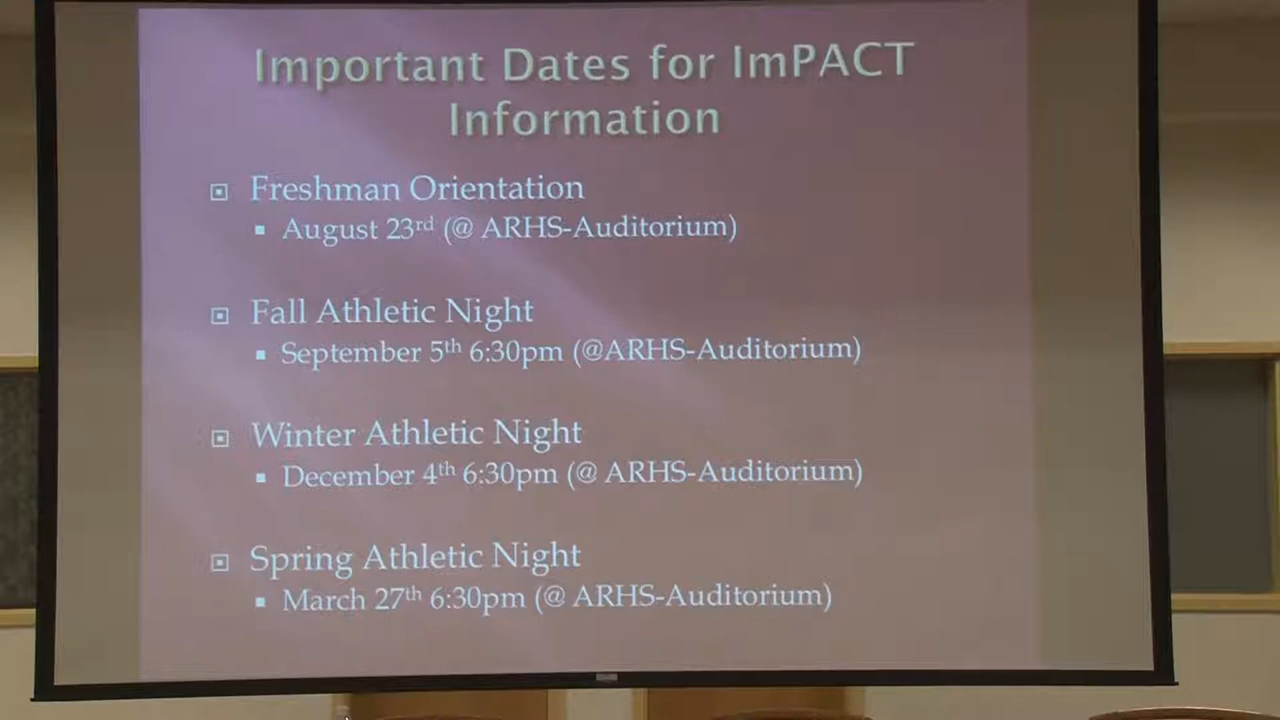 Important Dates for ImPACT
Information
Freshman Orientation
August 23rd (@ ARHS-Auditorium)
Fall Athletic Night
September 5th 6:30pm (@ARHS-Auditorium)
Winter Athletic Night
December 4th 6:30pm (@ ARHS-Auditorium)
Spring Athletic Night
March 27th 6:30pm (@ ARHS-Auditorium)